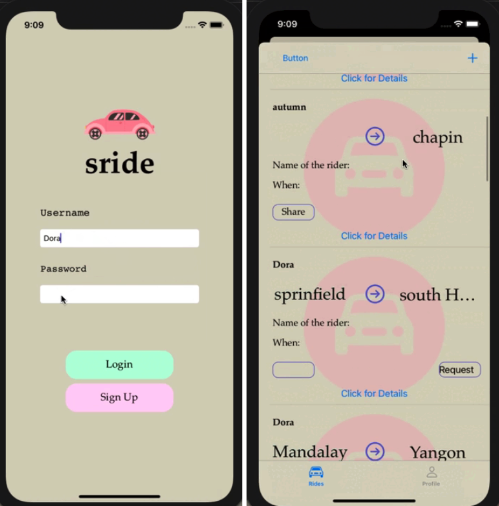 9:09
sride
Username
Dora
Password
Login
Sign Up
9:09
Button
+
Click for Details
autumn
chapin
Name of the rider:
When:
Share
Click for Details
Dora
sprinfield
south H...
Name of the rider:
When:
Request
Click for Details
Dora
Mandalay
Yangon
Rides
Profile